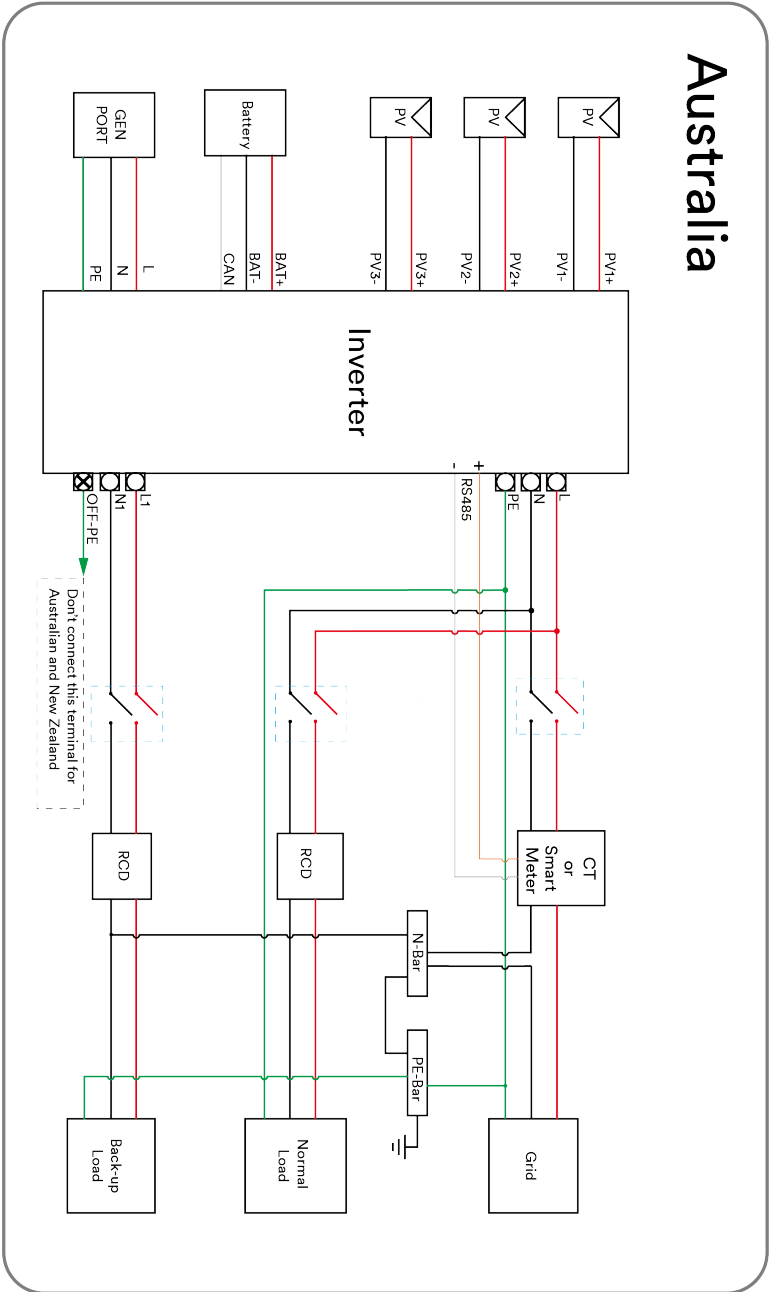 Australia
PV
PV
PV
Battery
GEN
PORT
PV1+
PV1-
PV2+
PV2-
PV3+
PV3-
BAT+
BAT-
CAN
L
N
PE
Inverter
L
N
PE
+
-
RS485
L1
N1
OFF-PE
Don't connect this terminal for
Australian and New Zealand
CT
or
Smart
Meter
RCD
RCD
N-Bar
PE-Bar
Grid
Normal
Load
Back-up
Load